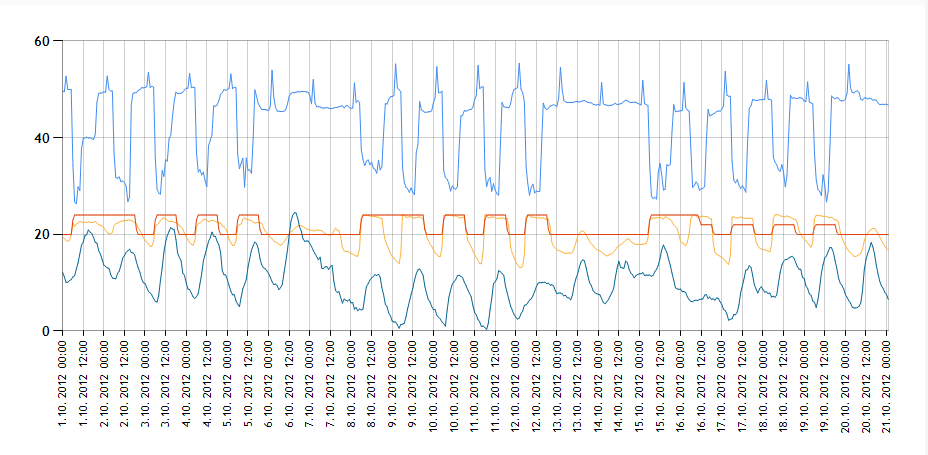 60
40
20
0
1.10. 2012 00:00
1.10. 2012 12:00
2.10. 2012 00:00
2.10. 2012 12:00
3.10. 2012 00:00
3.10. 2012 12:00
4.10. 2012 00:00
4.10. 2012 12:00
5.10. 2012 00:00
5.10. 2012 12:00
6.10. 2012 00:00
6.10. 2012 12:00
7.10. 2012 00:00
7.10. 2012 12:00
8.10. 2012 00:00
8.10. 2012 12:00
9.10. 2012 00:00
9.10. 2012 12:00
10.10. 2012 00:00
10.10. 2012 12:00
11.10. 2012 00:00
11.10. 2012 12:00
12.10. 2012 00:00
12.10. 2012 12:00
13.10. 2012 00:00
13.10. 2012 12:00
14.10. 2012 00:00
14.10. 2012 12:00
15.10. 2012 00:00
15.10. 2012 12:00
16.10. 2012 00:00
16.10. 2012 12:00
17.10. 2012 00:00
17.10. 2012 12:00
18.10. 2012 00:00
18.10. 2012 12:00
19.10. 2012 00:00
19.10. 2012 12:00
20.10. 2012 00:00
20.10. 2012 12:00
21.10. 2012 00:00